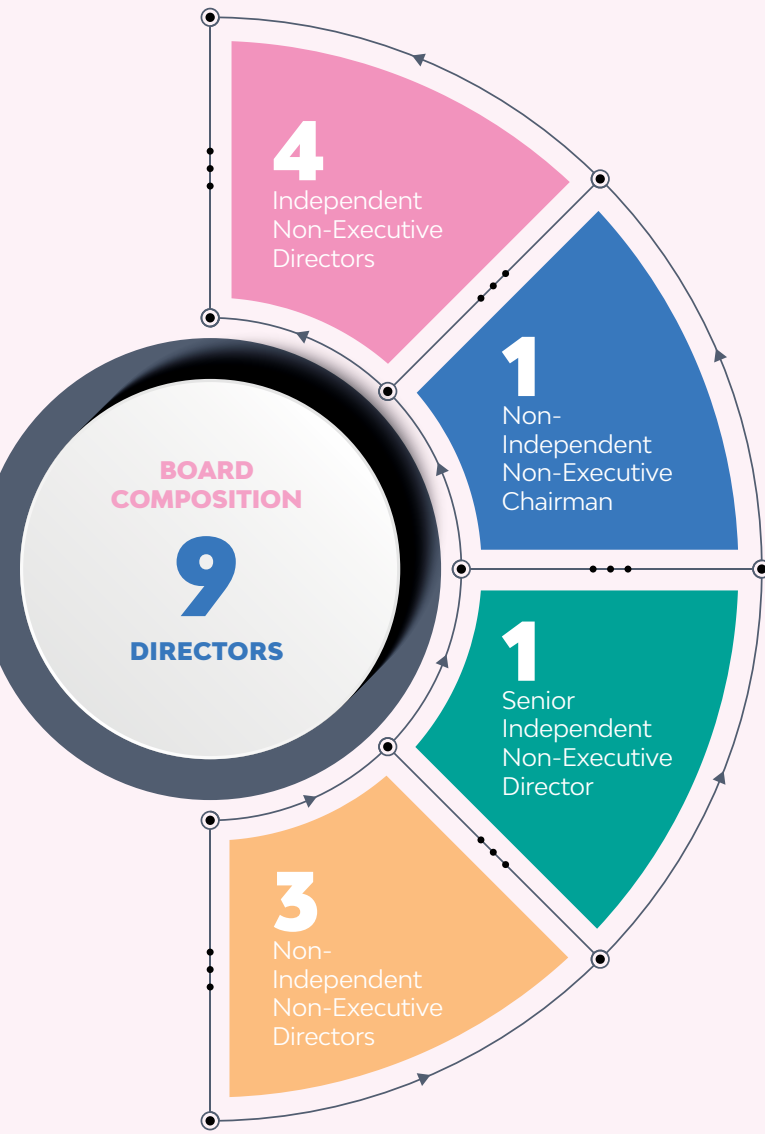 4
Independent
Non-Executive
Directors
1
Non-
Independent
Non-Executive
Chairman
BOARD
COMPOSITION
9
DIRECTORS
1
Senior
Independent
Non-Executive
Director
3
Non-
Independent
Non-Executive
Directors